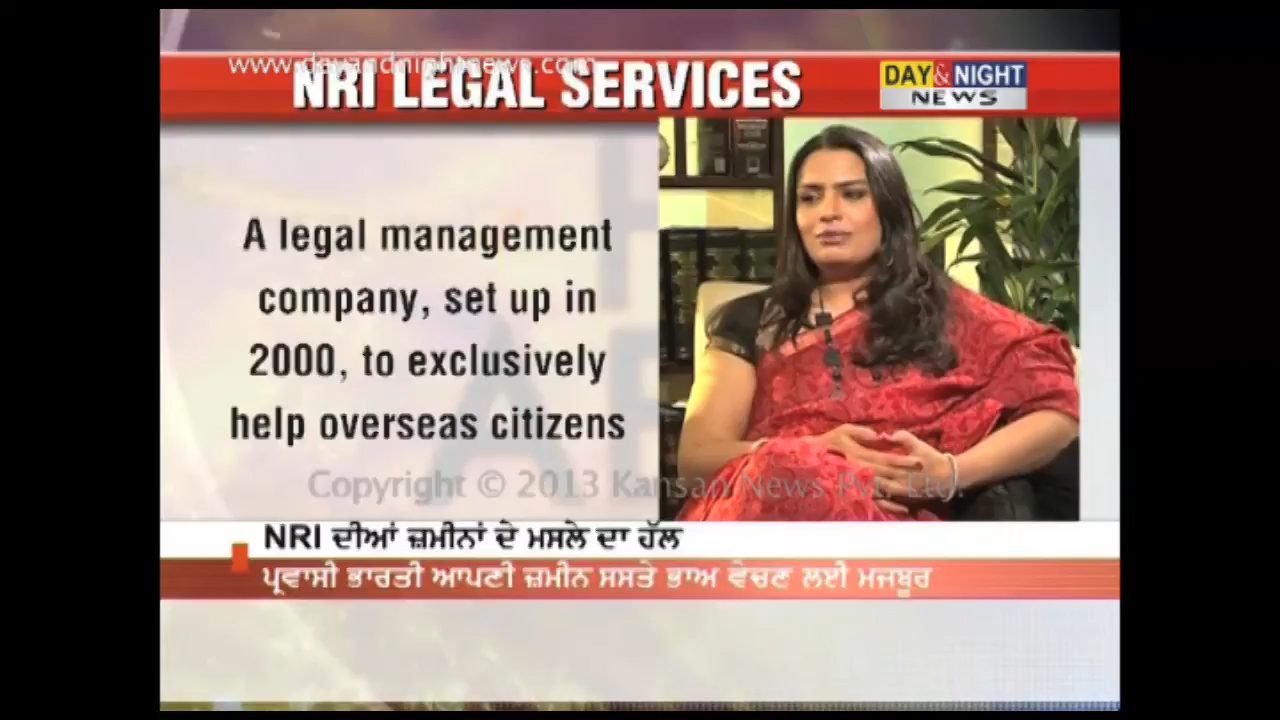 www.dayandnightnews.com
NRI LEGAL SERVICES
DAY & NIGHT
NEWS
A legal management
company, set up in
2000, to exclusively
help overseas citizens
Copyright © 2013 Kansan News Pvt. Ltd.
NRI ਦੀਆਂ ਜ਼ਮੀਨਾਂ ਦੇ ਮਸਲੇ ਦਾ ਹੱਲ
ਪ੍ਰਵਾਸੀ ਭਾਰਤੀ ਆਪਣੀ ਜ਼ਮੀਨ ਸਸਤੇ ਭਾਅ ਵੇਚਣ ਲਈ ਮਜਬੂਰ